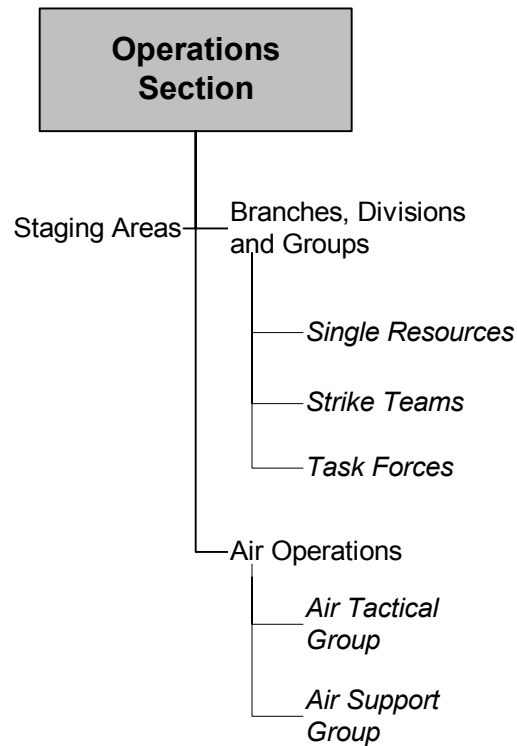 Operations
Section
Staging Areas
Branches, Divisions
and Groups
Single Resources
Strike Teams
Task Forces
Air Operations
Air Tactical
Group
Air Support
Group